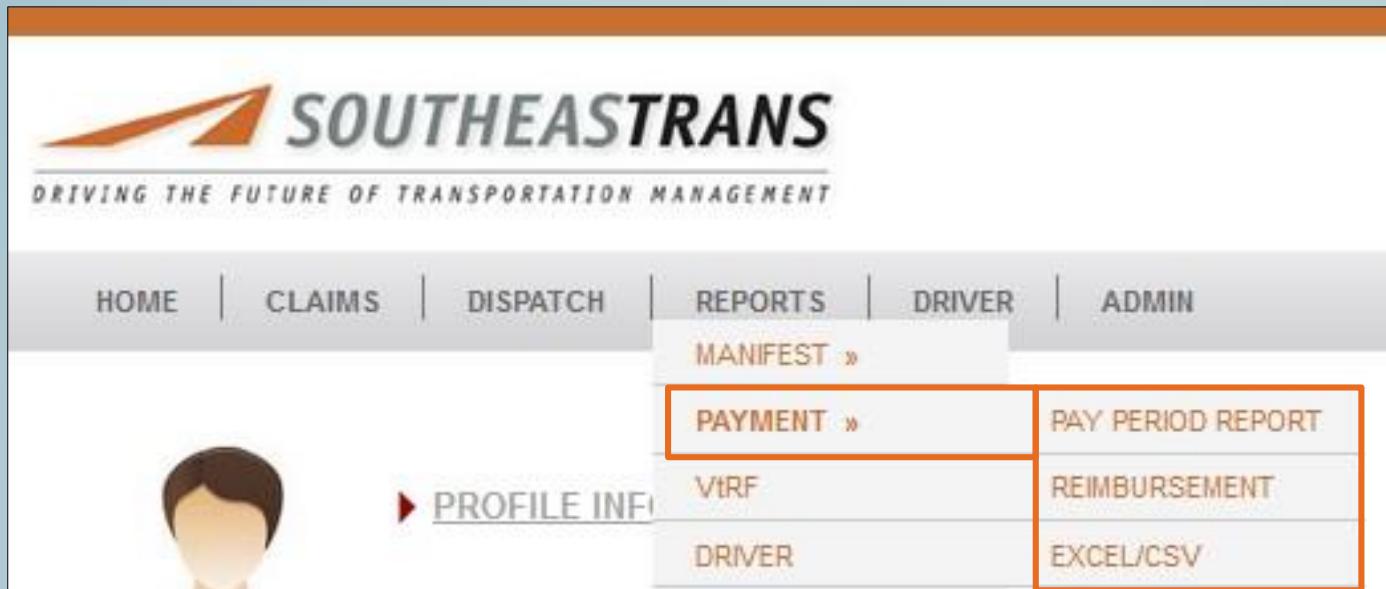 SOUTHEASTRANS
DRIVING THE FUTURE OF TRANSPORTATION MANAGEMENT
HOME | CLAIMS | DISPATCH | REPORTS | DRIVER | ADMIN
MANIFEST »
PAYMENT » PAY PERIOD REPORT
PROFILE INF VtRF REIMBURSEMENT
DRIVER EXCEL/CSV